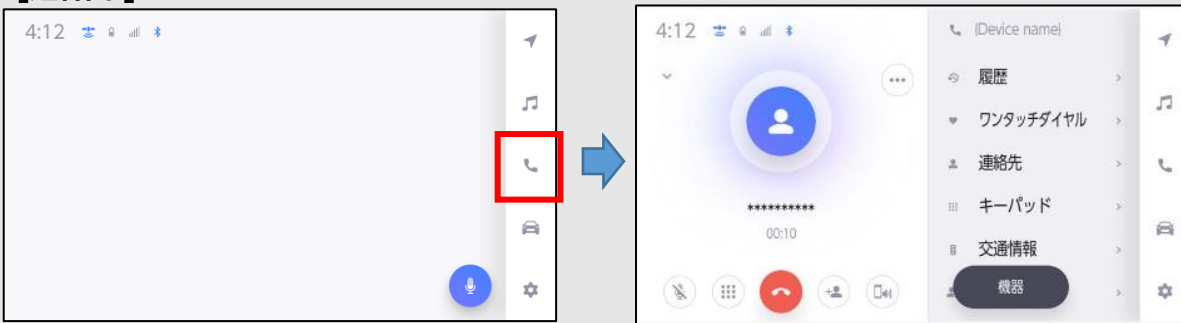 4:12
4:12
(Device name)
履歴
ワンタッチダイヤル
連絡先
キーパッド
交通情報
機器
**********
00:10